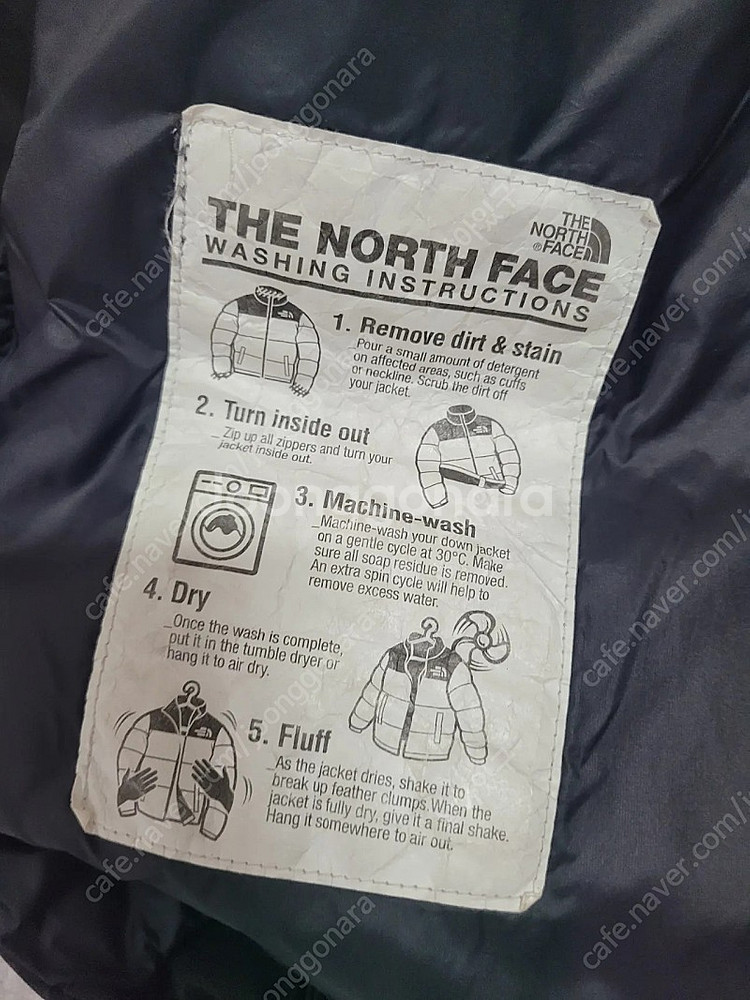 THE
NORTH
®FACE
THE NORTH FACE
WASHING INSTRUCTIONS
1. Remove dirt & stain
_Pour a small amount of detergent
on affected areas, such as cuffs
or neckline. Scrub the dirt off
your jacket.
2. Turn inside out
_Zip up all zippers and turn your
jacket inside out.
3. Machine-wash
_Machine-wash your down jacket
on a gentle cycle at 30°C. Make
sure all soap residue is removed.
An extra spin cycle will help to
remove excess water.
4. Dry
_Once the wash is complete,
put it in the tumble dryer or
hang it to air dry.
5. Fluff
_As the jacket dries, shake it to
break up feather clumps.When the
jacket is fully dry, give it a final shake.
Hang it somewhere to air out.
joonggonara
cafe.naver.com/joonggonara